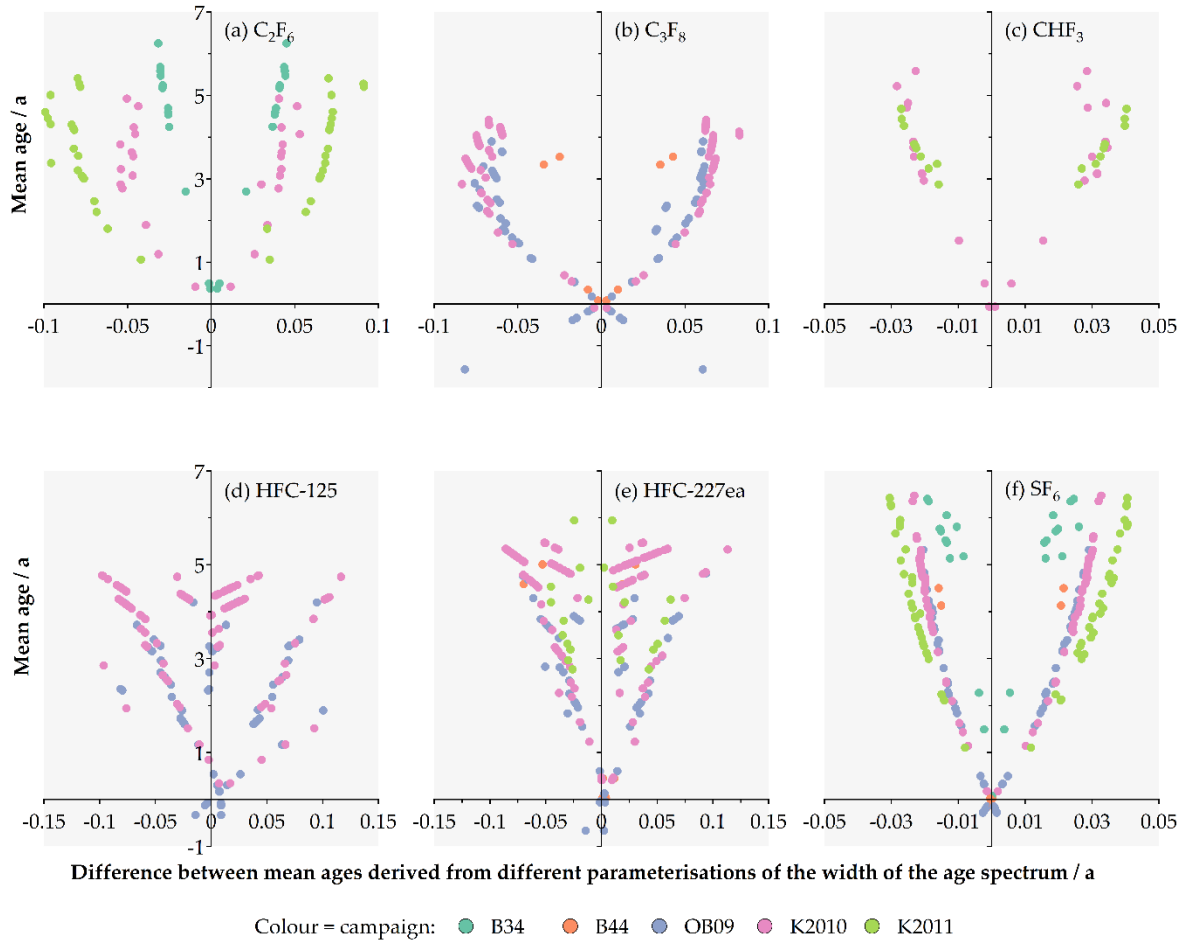 7
(a) C₂F₆
(b) C₃F₈
(c) CHF₃
5
3
1
-1
Mean age / a
-0.1 -0.05 0 0.05 0.1
-0.1 -0.05 0 0.05 0.1
-0.05 -0.03 -0.01 0.01 0.03 0.05
7
(d) HFC-125
(e) HFC-227ea
(f) SF₆
5
3
1
-1
Mean age / a
-0.15 -0.1 -0.05 0 0.05 0.1 0.15
-0.15 -0.1 -0.05 0 0.05 0.1 0.15
-0.05 -0.03 -0.01 0.01 0.03 0.05
Difference between mean ages derived from different parameterisations of the width of the age spectrum / a
Colour = campaign: B34 B44 OB09 K2010 K2011